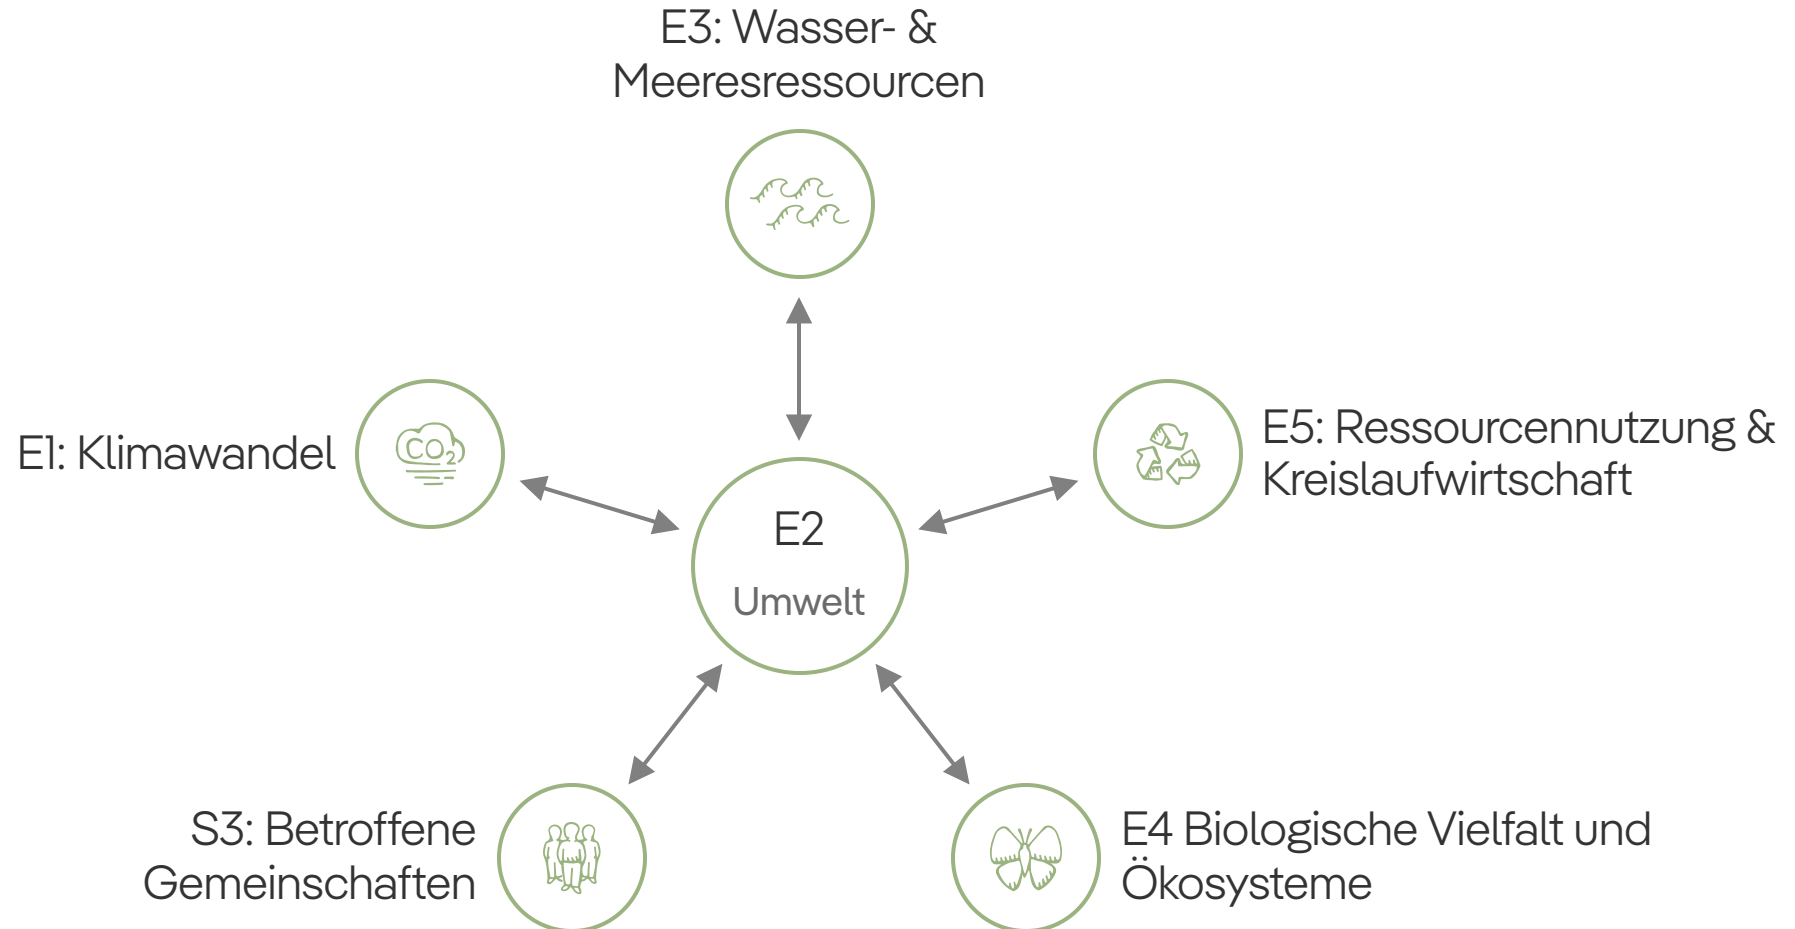 E3: Wasser- &
Meeresressourcen
E1: Klimawandel
CO2
E5: Ressourcennutzung &
Kreislaufwirtschaft
E2
Umwelt
S3: Betroffene
Gemeinschaften
E4 Biologische Vielfalt und
Ökosysteme